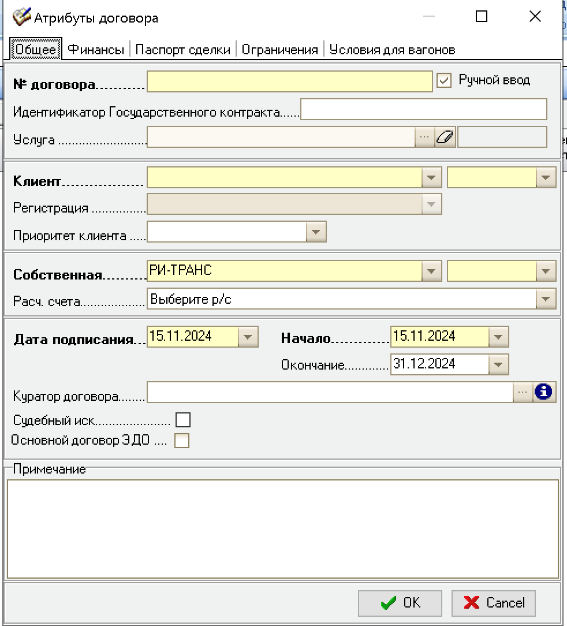 Атрибуты договора
Общее Финансы Паспорт сделки Ограничения Условия для вагонов
№ договора Ручной ввод
Идентификатор Государственного контракта.....
Услуга ........................ ...
Клиент.....................
Регистрация ..............
Приоритет клиента ....
Собственная........... РИ-ТРАНС
Расч. счета................. Выберите р/с
Дата подписания... 15.11.2024 Начало.............. 15.11.2024
Окончание............ 31.12.2024
Куратор договора....... ... i
Судебный иск......................
Основной договор ЭДО ....
Примечание
OK Cancel